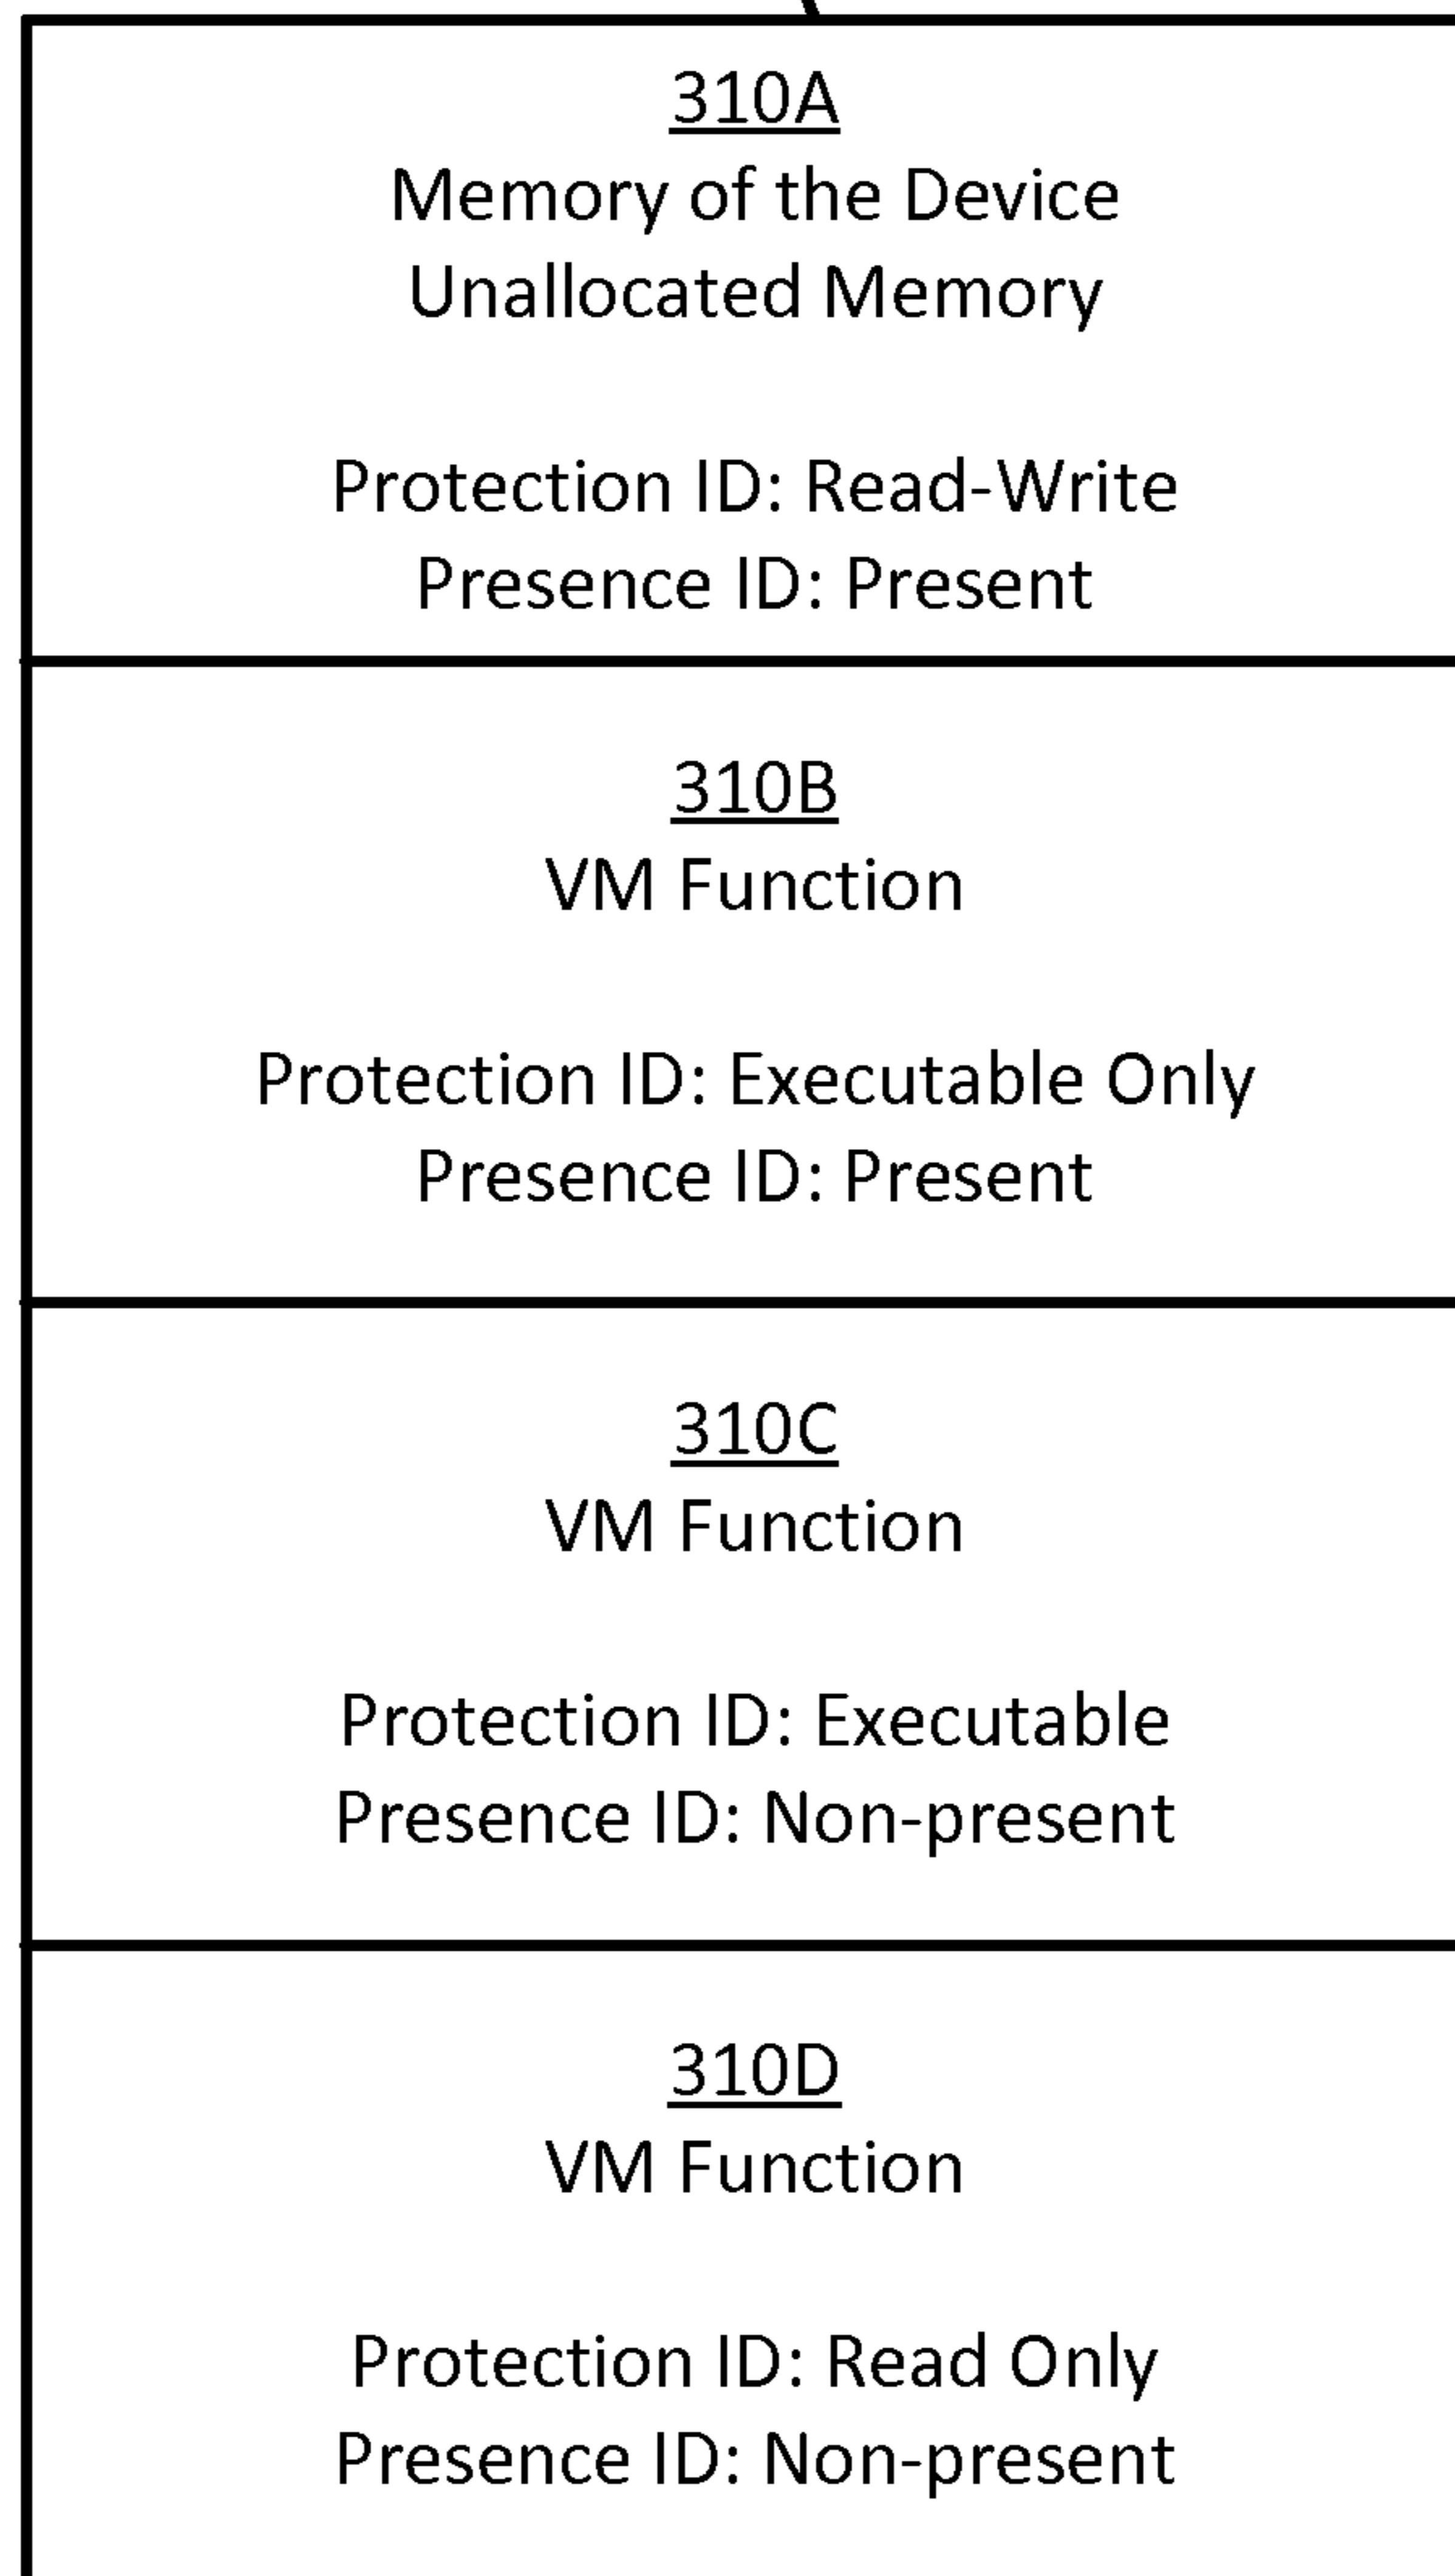 310A
Memory of the Device
Unallocated Memory
Protection ID: Read-Write
Presence ID: Present
310B
VM Function
Protection ID: Executable Only
Presence ID: Present
310C
VM Function
Protection ID: Executable
Presence ID: Non-present
310D
VM Function
Protection ID: Read Only
Presence ID: Non-present